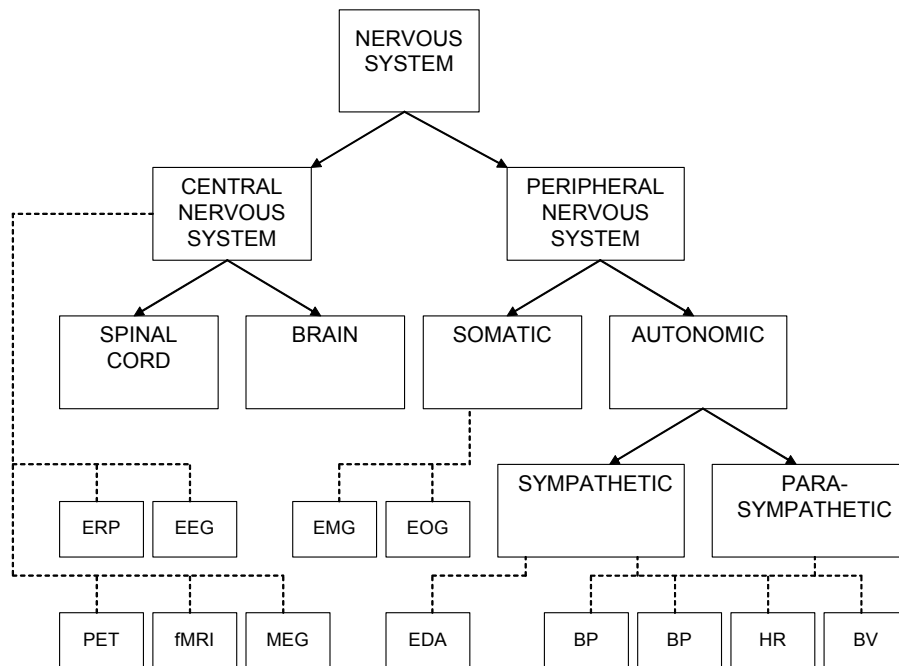 NERVOUS
SYSTEM
CENTRAL
NERVOUS
SYSTEM
PERIPHERAL
NERVOUS
SYSTEM
SPINAL
CORD
BRAIN
SOMATIC
AUTONOMIC
SYMPATHETIC
PARA-
SYMPATHETIC
ERP
EEG
EMG
EOG
PET
fMRI
MEG
EDA
BP
BP
HR
BV